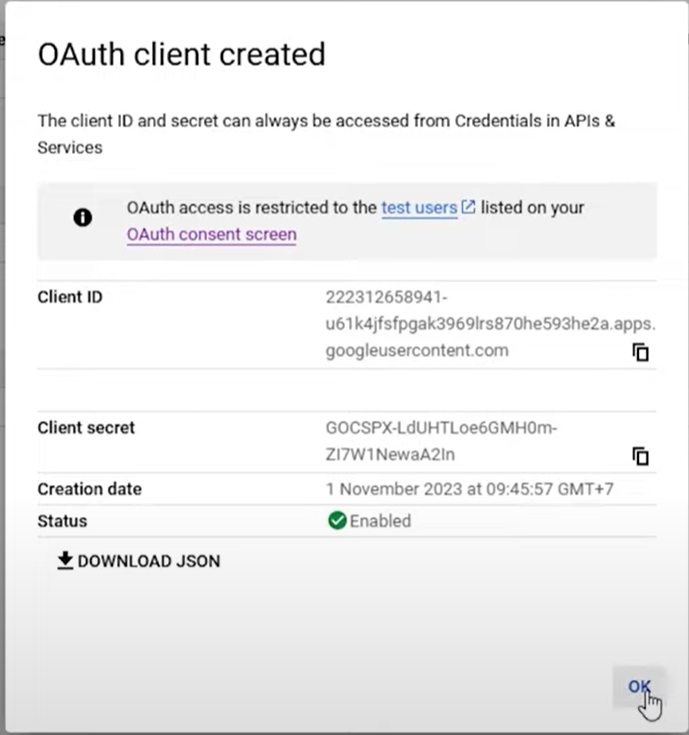 OAuth client created
The client ID and secret can always be accessed from Credentials in APIs &
Services
OAuth access is restricted to the test users listed on your
OAuth consent screen
Client ID
222312658941-
u61k4jfsfpgak3969lrs870he593he2a.apps.
googleusercontent.com
Client secret
GOCSPX-LdUHTLoe6GMH0m-
ZI7W1NewaA2In
Creation date
1 November 2023 at 09:45:57 GMT+7
Status
Enabled
DOWNLOAD JSON
OK